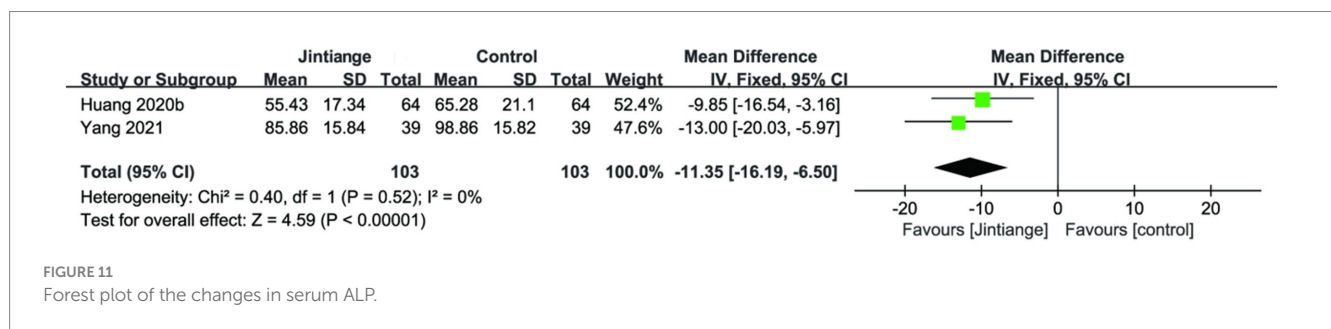 Jintiange Control Mean Difference Mean Difference
Study or Subgroup Mean SD Total Mean SD Total Weight IV, Fixed, 95% CI IV, Fixed, 95% CI
Huang 2020b 55.43 17.34 64 65.28 21.1 64 52.4% -9.85 [-16.54, -3.16]
Yang 2021 85.86 15.84 39 98.86 15.82 39 47.6% -13.00 [-20.03, -5.97]
Total (95% CI) 103 103 100.0% -11.35 [-16.19, -6.50]
Heterogeneity: Chi² = 0.40, df = 1 (P = 0.52); I² = 0%
Test for overall effect: Z = 4.59 (P < 0.00001)
-20 -10 0 10 20
Favours [Jintiange] Favours [control]
FIGURE 11
Forest plot of the changes in serum ALP.